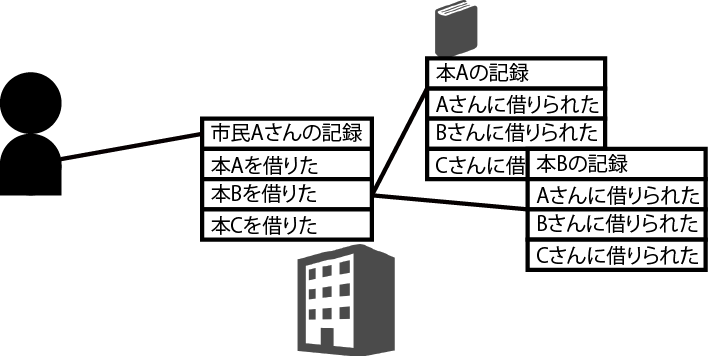 市民Aさんの記録
本Aを借りた
本Bを借りた
本Cを借りた
本Aの記録
Aさんに借りられた
Bさんに借りられた
Cさんに借
本Bの記録
Aさんに借りられた
Bさんに借りられた
Cさんに借りられた